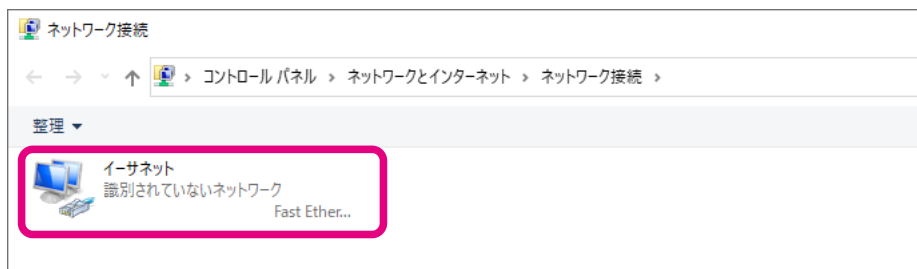 ネットワーク接続
コントロール パネル › ネットワークとインターネット › ネットワーク接続 ›
整理
イーサネット
識別されていないネットワーク
Fast Ether...